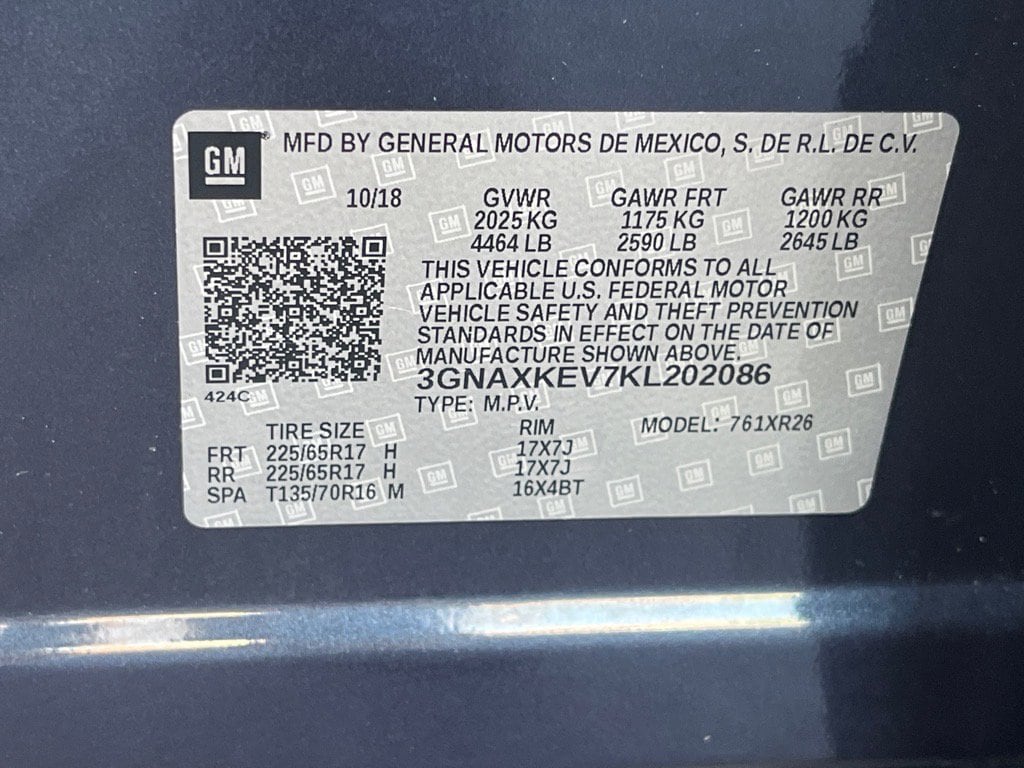 GM MFD BY GENERAL MOTORS DE MEXICO, S. DE R.L. DE C.V.
10/18 GVWR GAWR FRT GAWR RR
2025 KG 1175 KG 1200 KG
4464 LB 2590 LB 2645 LB
THIS VEHICLE CONFORMS TO ALL
APPLICABLE U.S. FEDERAL MOTOR
VEHICLE SAFETY AND THEFT PREVENTION
STANDARDS IN EFFECT ON THE DATE OF
MANUFACTURE SHOWN ABOVE.
3GNAXKEV7KL202086
424C
TYPE: M.P.V.
TIRE SIZE RIM MODEL: 761XR26
FRT 225/65R17 H 17X7J
RR 225/65R17 H 17X7J
SPA T135/70R16 M 16X4BT